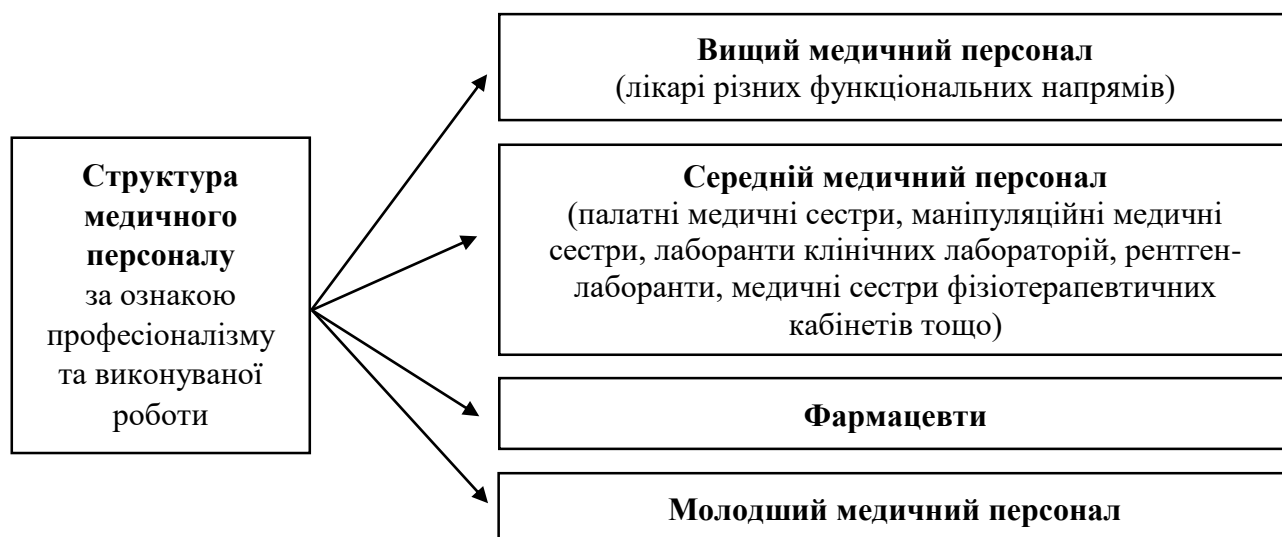 Структура
медичного
персоналу
за ознакою
професіоналізму
та виконуваної
роботи
Вищий медичний персонал
(лікарі різних функціональних напрямів)
Середній медичний персонал
(палатні медичні сестри, маніпуляційні медичні
сестри, лаборанти клінічних лабораторій, рентген-
лаборанти, медичні сестри фізіотерапевтичних
кабінетів тощо)
Фармацевти
Молодший медичний персонал